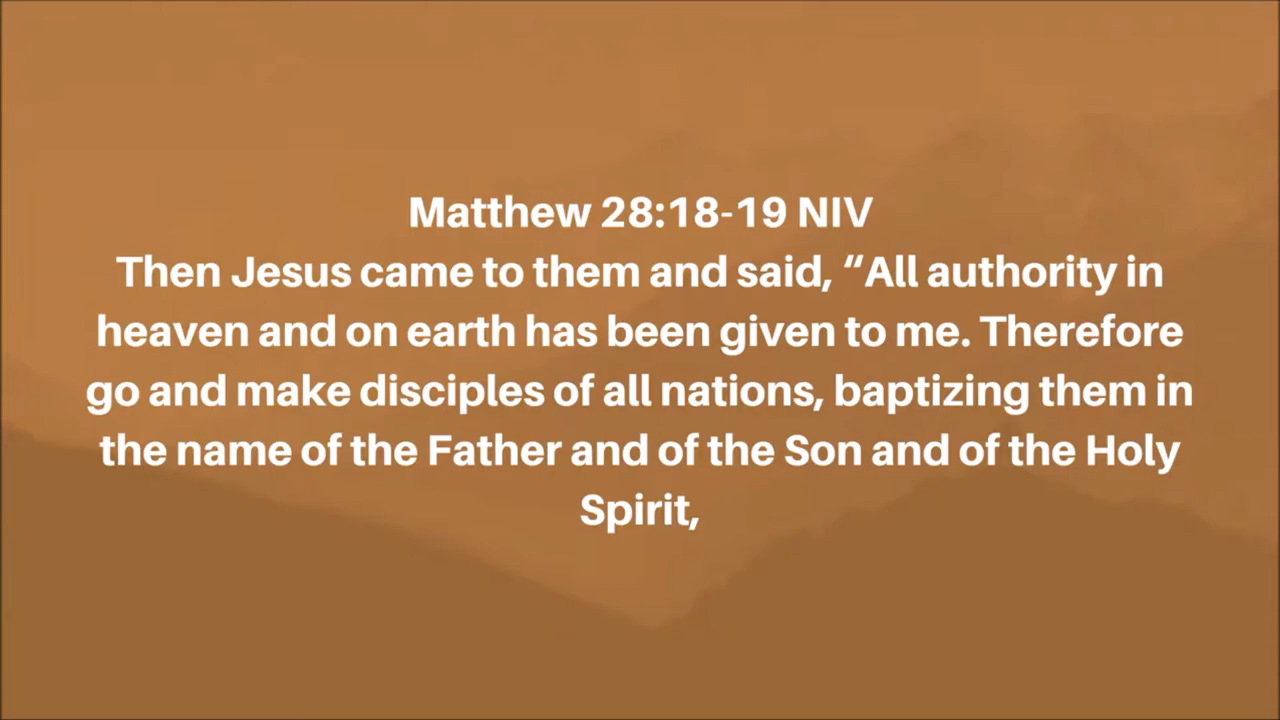 Matthew 28:18-19 NIV
Then Jesus came to them and said, “All authority in
heaven and on earth has been given to me. Therefore
go and make disciples of all nations, baptizing them in
the name of the Father and of the Son and of the Holy
Spirit,